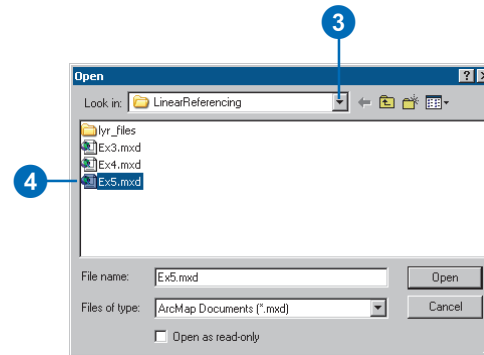 3
Open
Look in: LinearReferencing
lyr_files
Ex3.mxd
Ex4.mxd
4
Ex5.mxd
File name: Ex5.mxd Open
Files of type: ArcMap Documents (*.mxd) Cancel
Open as read-only